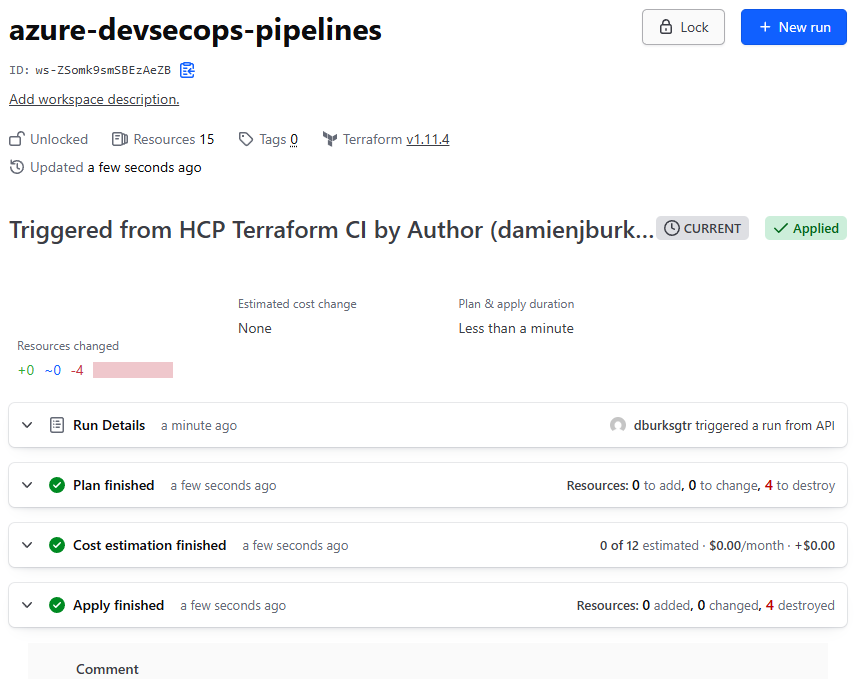 azure-devsecops-pipelines
Lock
+ New run
ID: ws-ZSomk9smSBEzAeZB
Add workspace description.
Unlocked Resources 15 Tags 0 Terraform v1.11.4
Updated a few seconds ago
Triggered from HCP Terraform CI by Author (damienjburk... CURRENT Applied
Estimated cost change Plan & apply duration
None Less than a minute
Resources changed
+0 ~0 -4
Run Details a minute ago dburksgtr triggered a run from API
Plan finished a few seconds ago Resources: 0 to add, 0 to change, 4 to destroy
Cost estimation finished a few seconds ago 0 of 12 estimated · $0.00/month · +$0.00
Apply finished a few seconds ago Resources: 0 added, 0 changed, 4 destroyed
Comment